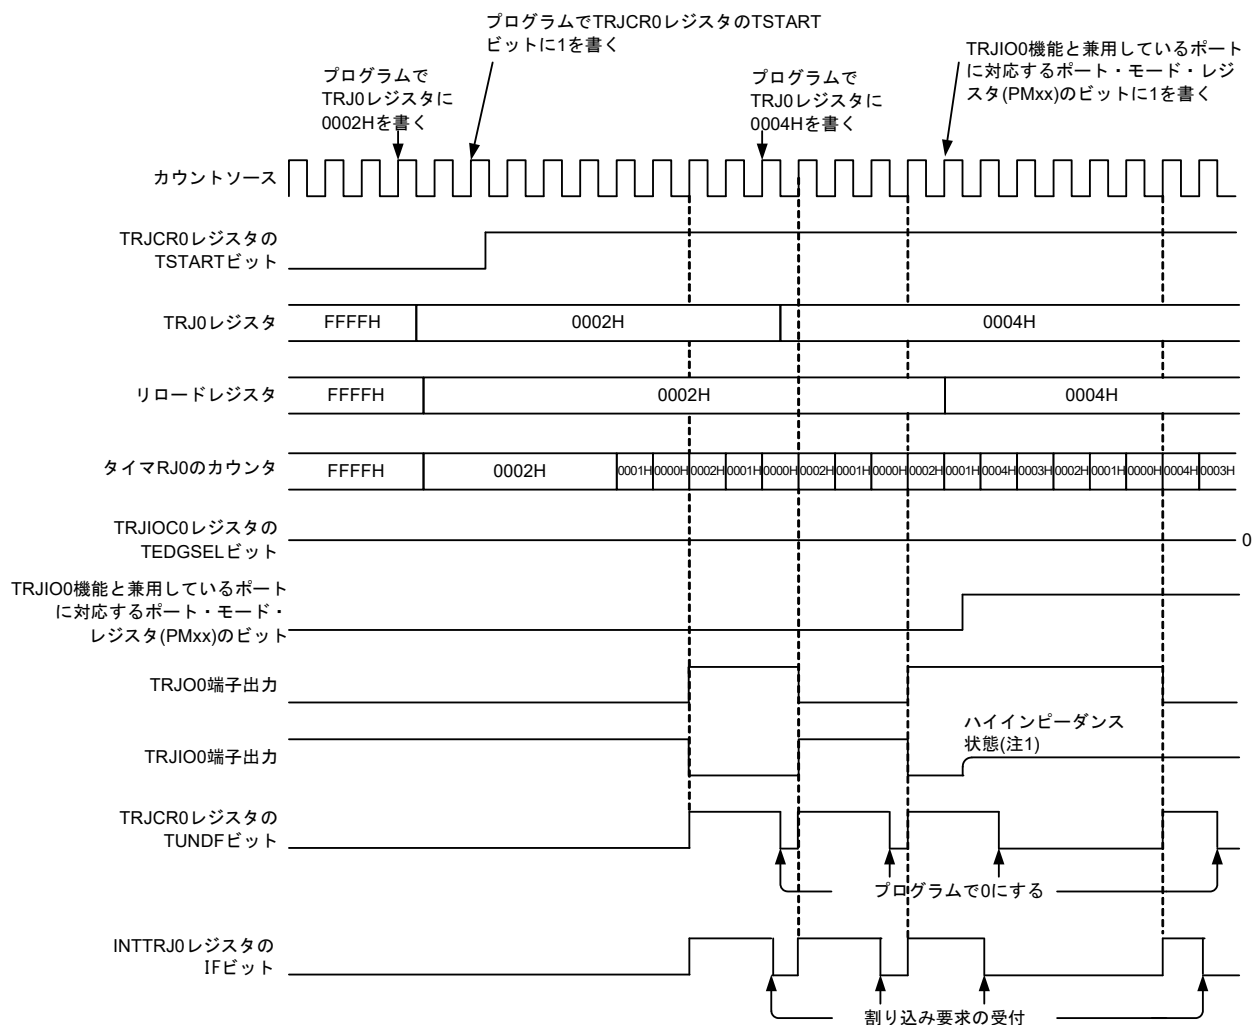 プログラムでTRJCR0レジスタのTSTART
ビットに1を書く
TRJIO0機能と兼用しているポート
に対応するポート・モード・レジ
スタ(PMxx)のビットに1を書く
プログラムで
TRJ0レジスタに
0002Hを書く
プログラムで
TRJ0レジスタに
0004Hを書く
カウントソース
TRJCR0レジスタの
TSTARTビット
TRJ0レジスタ
FFFFH
0002H
0004H
リロードレジスタ
FFFFH
0002H
0004H
タイマRJ0のカウンタ
FFFFH
0002H
0001H
0000H
0002H
0001H
0000H
0002H
0001H
0000H
0002H
0001H
0004H
0003H
0002H
0001H
0000H
0004H
0003H
TRJIOC0レジスタの
TEDGSELビット
0
TRJIO0機能と兼用しているポート
に対応するポート・モード・
レジスタ(PMxx)のビット
TRJO0端子出力
ハイインピーダンス
状態(注1)
TRJIO0端子出力
TRJCR0レジスタの
TUNDFビット
プログラムで0にする
INTTRJ0レジスタの
IFビット
割り込み要求の受付